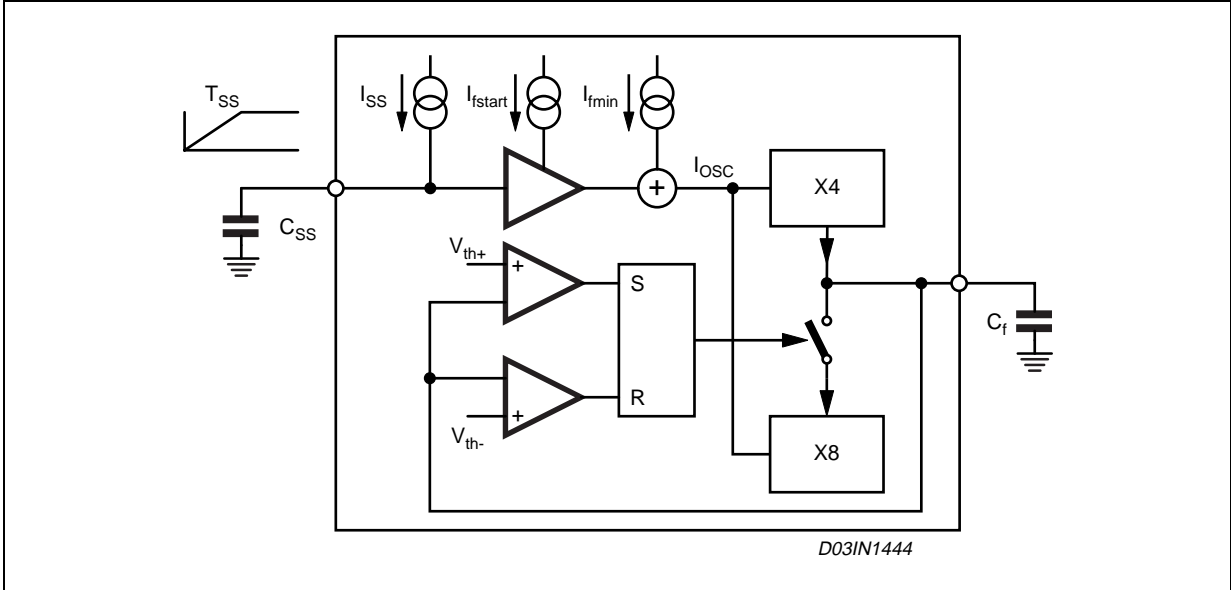 T_SS
I_SS
I_fstart
I_fmin
I_OSC
X4
C_SS
V_th+
+
S
+
C_f
R
+
V_th-
X8
D03IN1444